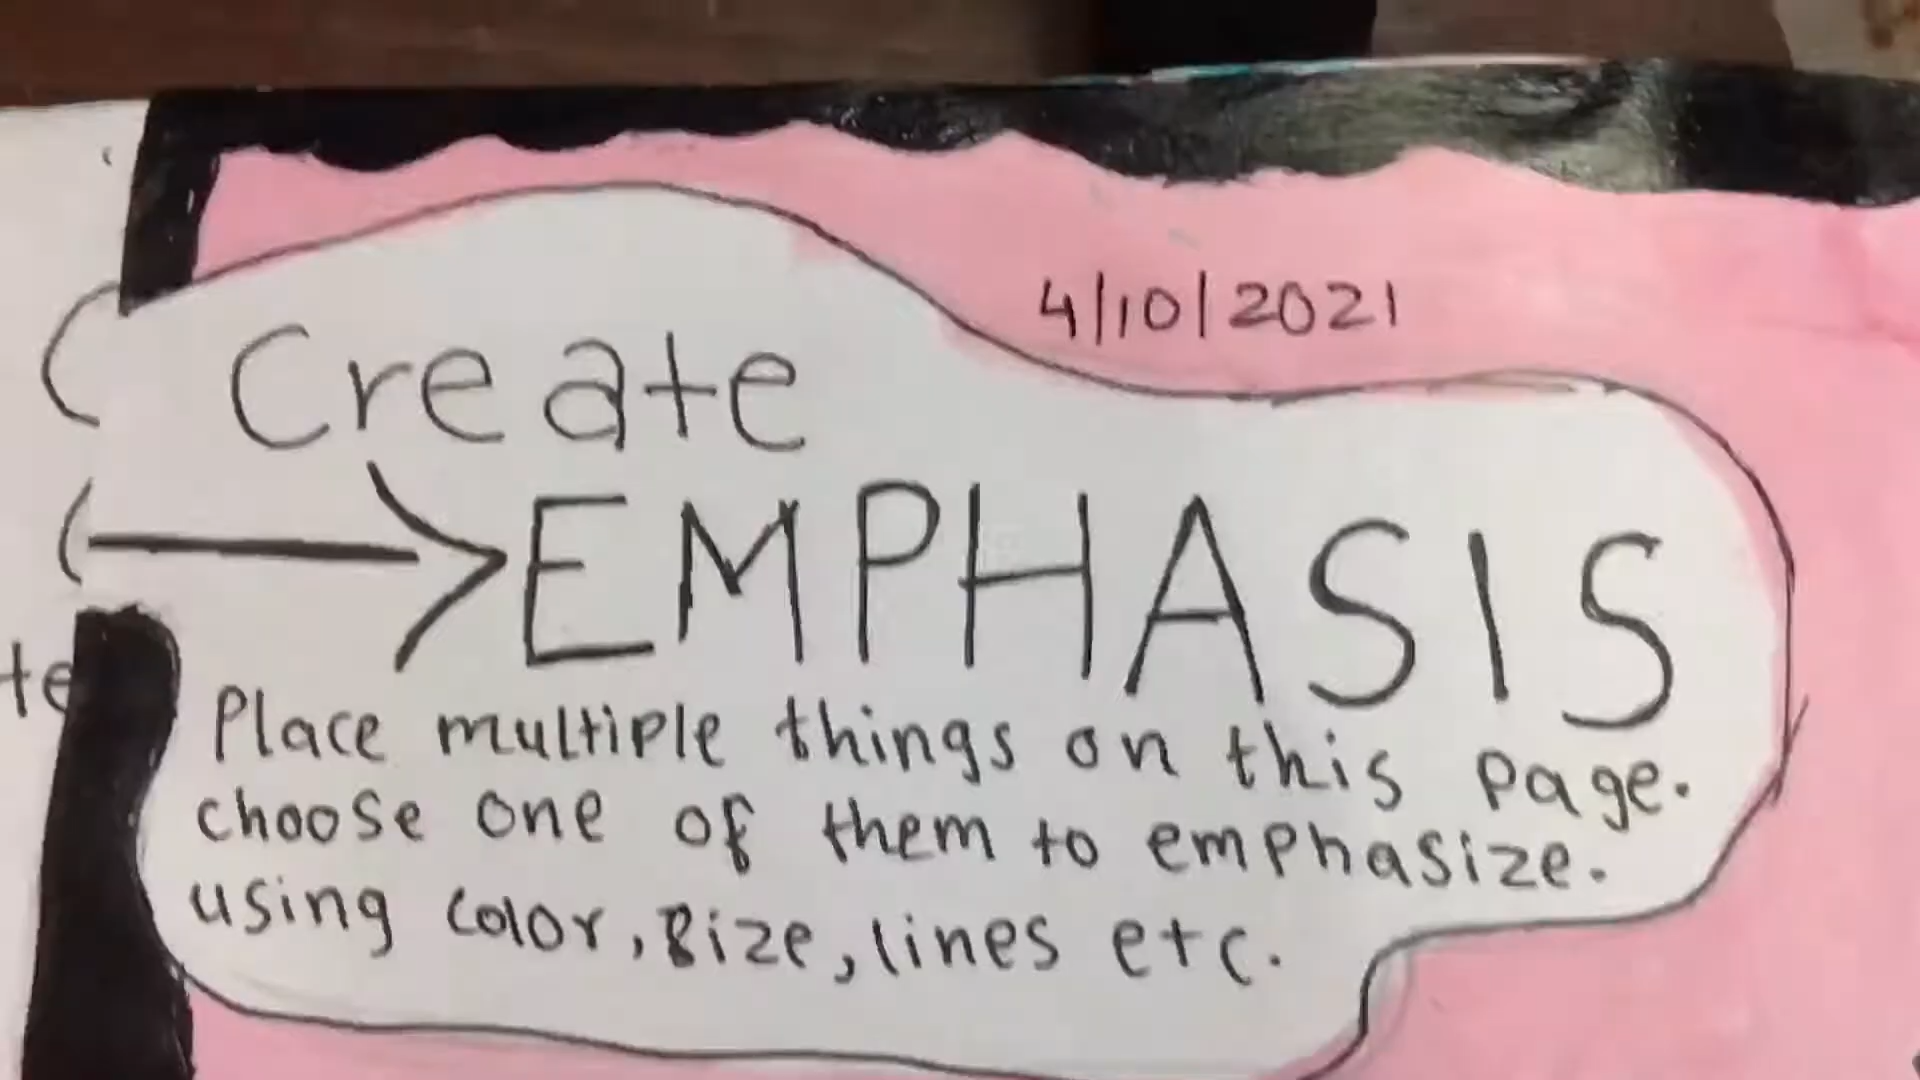 4/10/2021
Create
EMPHASIS
Place multiple things on this page.
choose one of them to emphasize.
using color, size, lines etc.
te